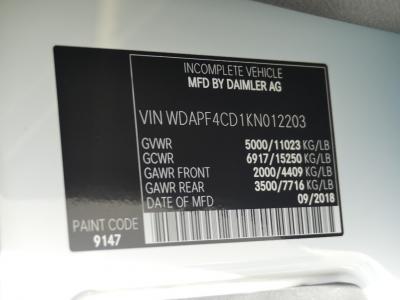 INCOMPLETE VEHICLE
MFD BY DAIMLER AG
VIN WDAPF4CD1KN012203
GVWR 5000/11023 KG/LB
GCWR 6917/15250 KG/LB
GAWR FRONT 2000/4409 KG/LB
GAWR REAR 3500/7716 KG/LB
DATE OF MFD 09/2018
PAINT CODE
9147